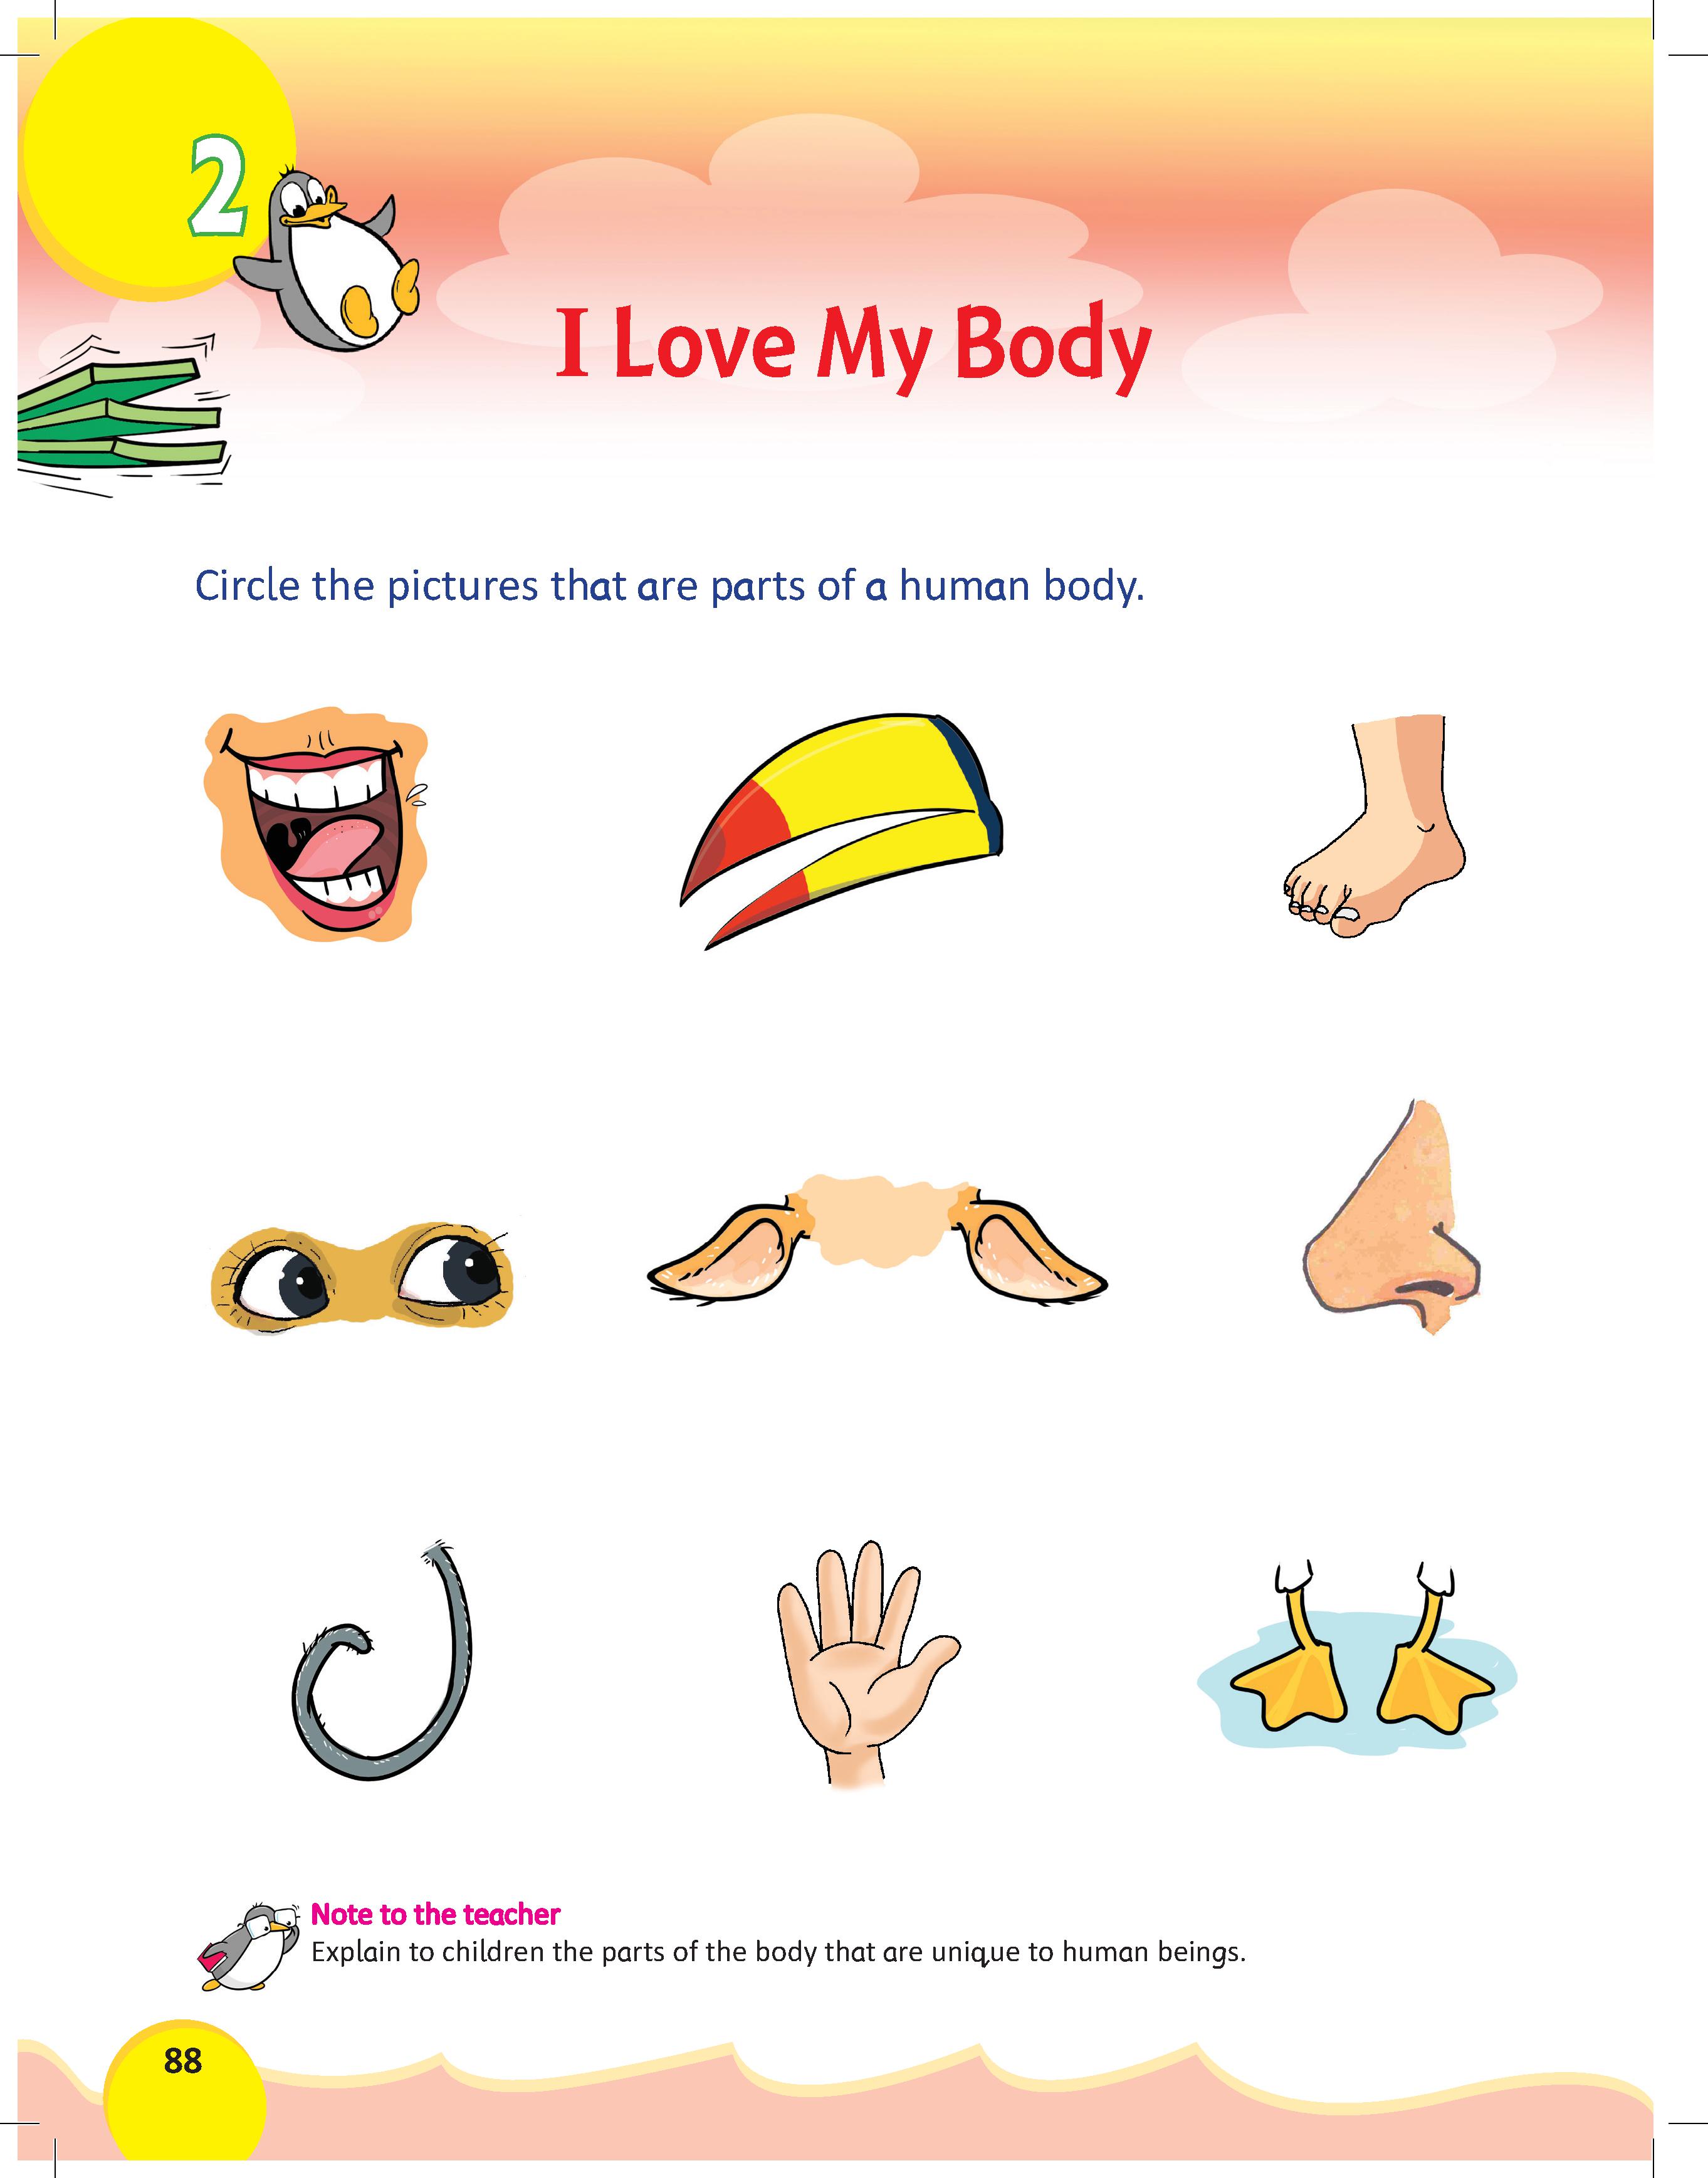 2
I Love My Body
Circle the pictures that are parts of a human body.
Note to the teacher
Explain to children the parts of the body that are unique to human beings.
88